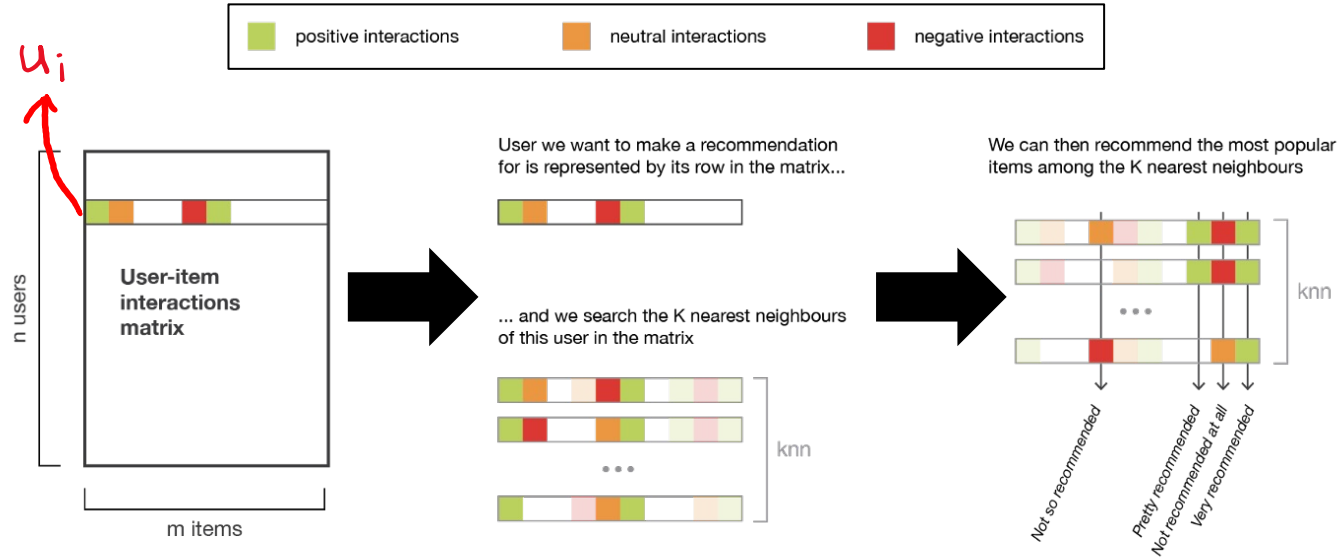 positive interactions
neutral interactions
negative interactions
uᵢ
n users
User-item
interactions
matrix
m items
User we want to make a recommendation
for is represented by its row in the matrix...
... and we search the K nearest neighbours
of this user in the matrix
knn
We can then recommend the most popular
items among the K nearest neighbours
knn
Not so recommended
Pretty recommended
Not recommended at all
Very recommended